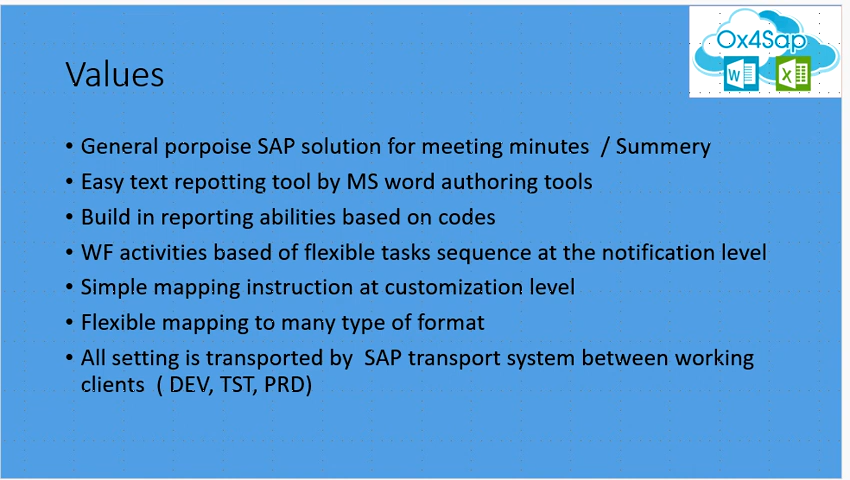 Ox4Sap
W X
Values
• General porpoise SAP solution for meeting minutes  / Summery
• Easy text repotting tool by MS word authoring tools
• Build in reporting abilities based on codes
• WF activities based of flexible tasks sequence at the notification level
• Simple mapping instruction at customization level
• Flexible mapping to many type of format
• All setting is transported by  SAP transport system between working
clients  ( DEV, TST, PRD)